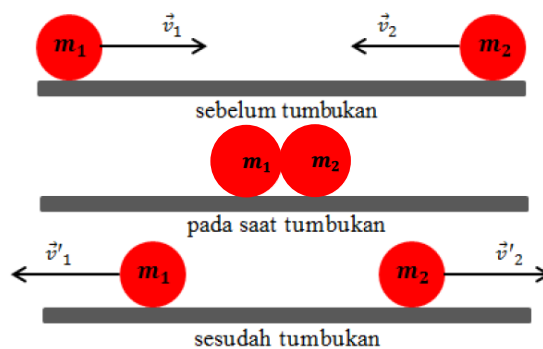 m₁ v⃗₁ v⃗₂ m₂
sebelum tumbukan
m₁ m₂
pada saat tumbukan
v⃗'₁ m₁ m₂ v⃗'₂
sesudah tumbukan